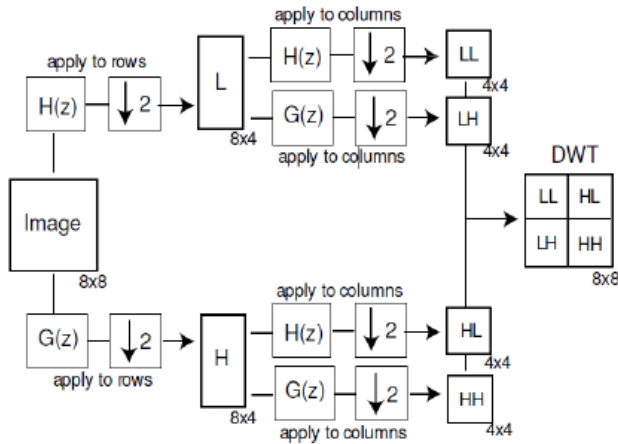 apply to columns
apply to rows
H(z)
2
L
8x4
H(z)
2
LL
4x4
G(z)
2
LH
4x4
apply to columns
Image
8x8
DWT
LL HL
LH HH
8x8
G(z)
2
apply to rows
H
8x4
apply to columns
H(z)
2
HL
4x4
G(z)
2
HH
4x4
apply to columns